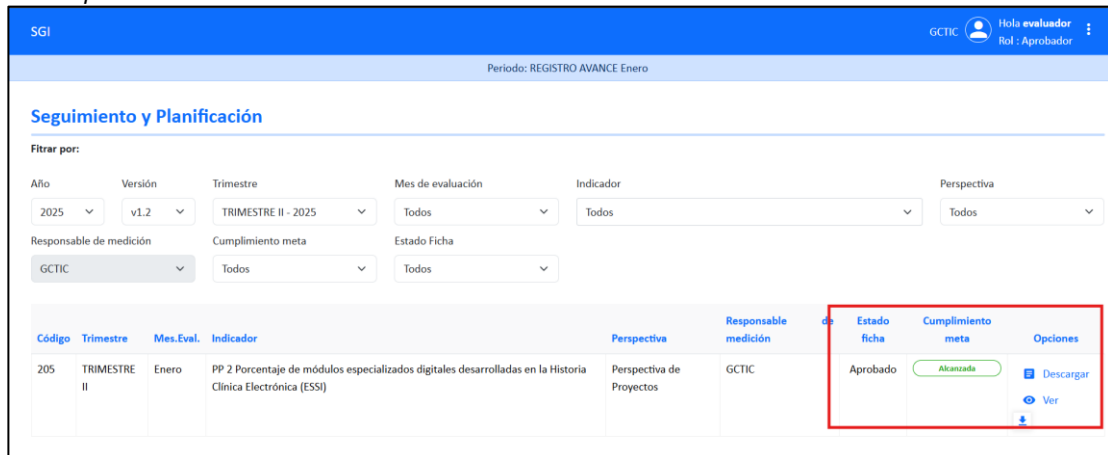 SGI
GCTIC
Hola evaluador
Rol : Aprobador
Periodo: REGISTRO AVANCE Enero
Seguimiento y Planificación
Fitrar por:
Año Versión Trimestre Mes de evaluación Indicador Perspectiva
2025 v1.2 TRIMESTRE II - 2025 Todos Todos Todos
Responsable de medición Cumplimiento meta Estado Ficha
GCTIC Todos Todos
Código Trimestre Mes.Eval. Indicador Perspectiva Responsable de medición Estado ficha Cumplimiento meta Opciones
205 TRIMESTRE II Enero PP 2 Porcentaje de módulos especializados digitales desarrolladas en la Historia Clínica Electrónica (ESSI) Perspectiva de Proyectos GCTIC Aprobado Alcanzada Descargar
Ver